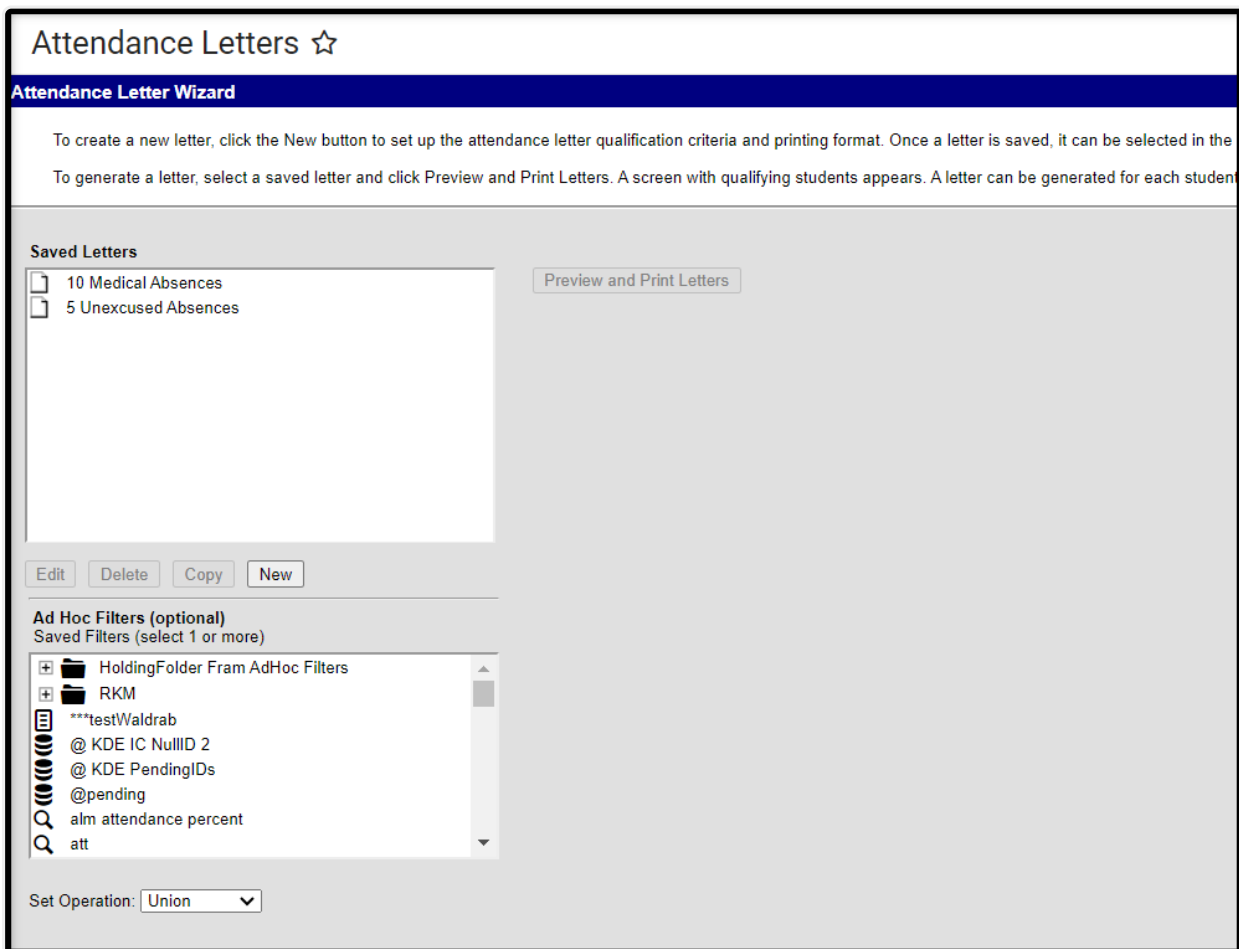 Attendance Letters
Attendance Letter Wizard
To create a new letter, click the New button to set up the attendance letter qualification criteria and printing format. Once a letter is saved, it can be selected in the
To generate a letter, select a saved letter and click Preview and Print Letters. A screen with qualifying students appears. A letter can be generated for each student
Saved Letters
10 Medical Absences
Preview and Print Letters
5 Unexcused Absences
Edit Delete Copy New
Ad Hoc Filters (optional)
Saved Filters (select 1 or more)
HoldingFolder Fram AdHoc Filters
RKM
***testWaldrab
@ KDE IC NullID 2
@ KDE PendingIDs
@pending
alm attendance percent
att
Set Operation: Union